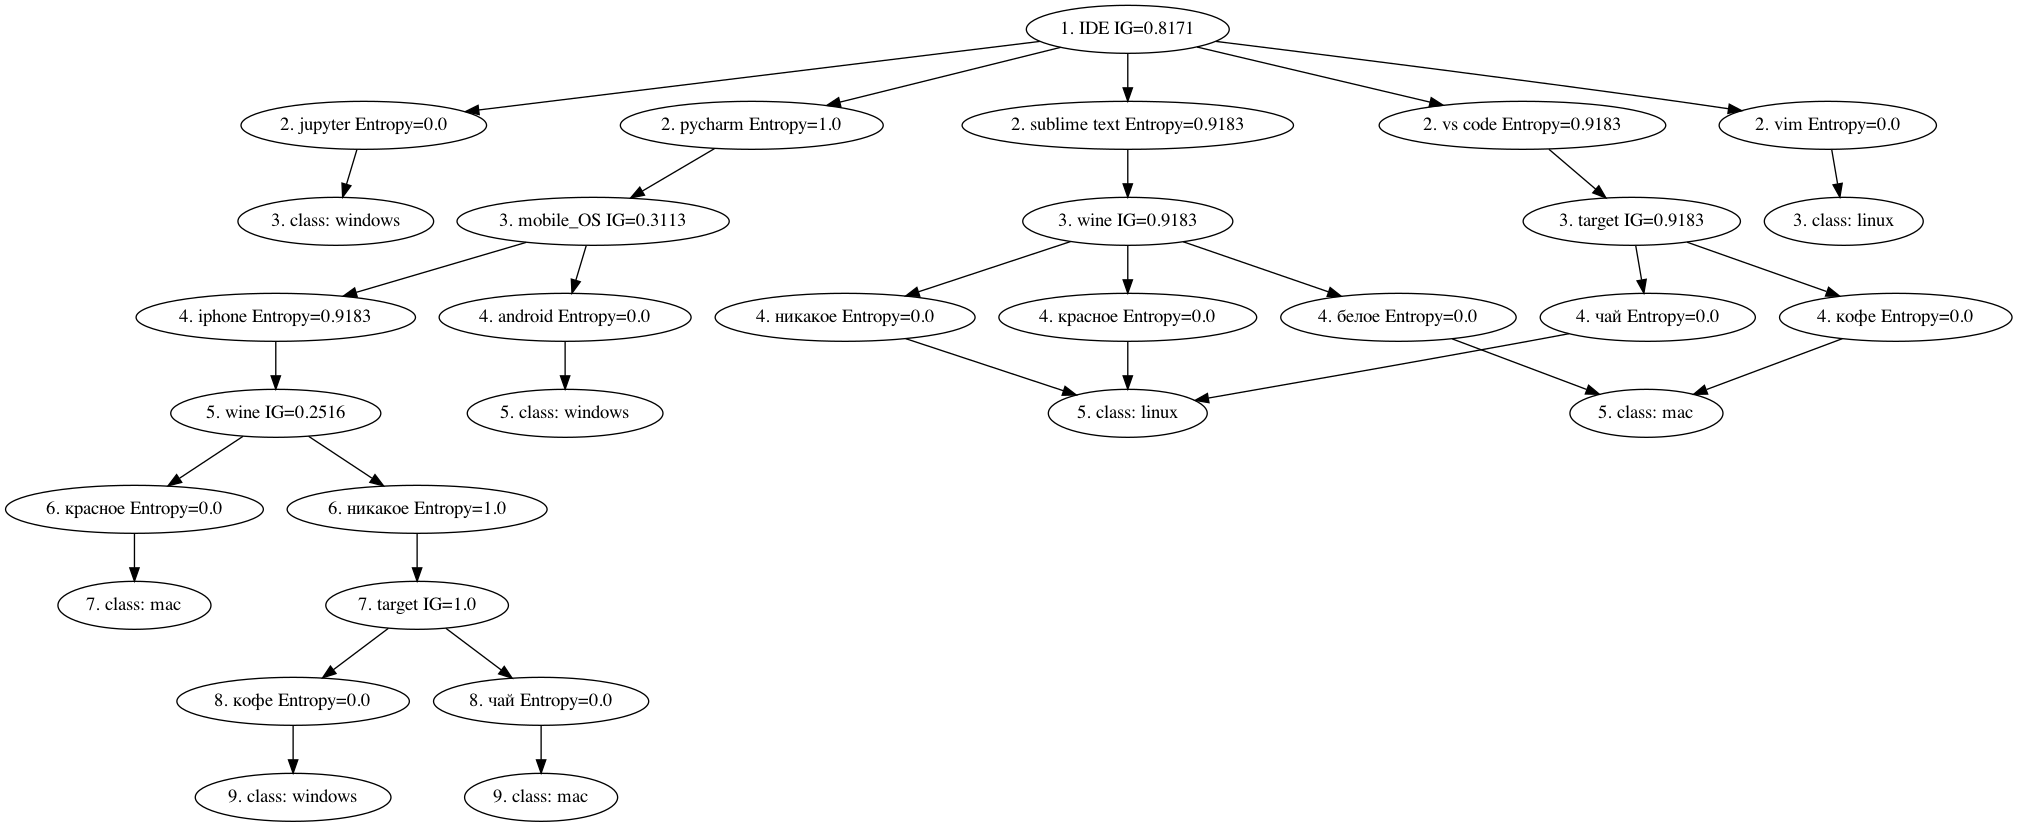 1. IDE IG=0.8171
2. jupyter Entropy=0.0
2. pycharm Entropy=1.0
2. sublime text Entropy=0.9183
2. vs code Entropy=0.9183
2. vim Entropy=0.0
3. class: windows
3. mobile_OS IG=0.3113
3. wine IG=0.9183
3. target IG=0.9183
3. class: linux
4. iphone Entropy=0.9183
4. android Entropy=0.0
4. никакое Entropy=0.0
4. красное Entropy=0.0
4. белое Entropy=0.0
4. чай Entropy=0.0
4. кофе Entropy=0.0
5. wine IG=0.2516
5. class: windows
5. class: linux
5. class: mac
6. красное Entropy=0.0
6. никакое Entropy=1.0
7. class: mac
7. target IG=1.0
8. кофе Entropy=0.0
8. чай Entropy=0.0
9. class: windows
9. class: mac